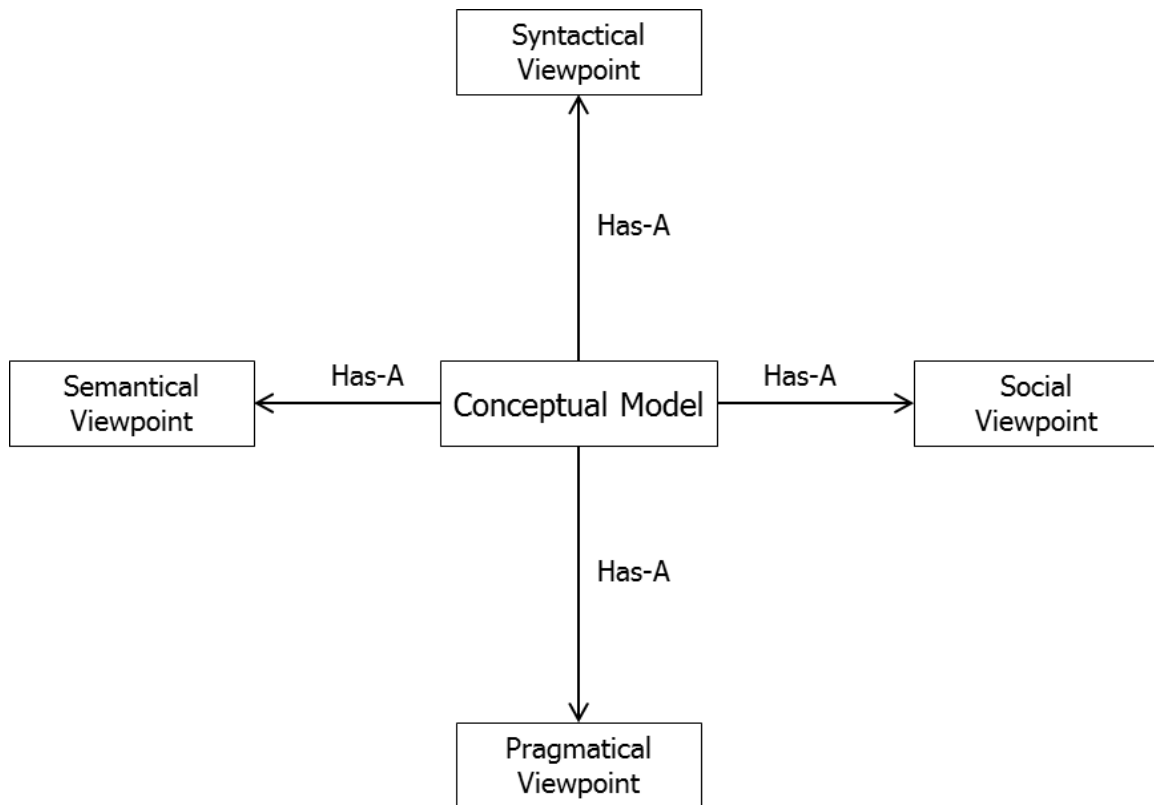 Syntactical
Viewpoint
Has-A
Semantical
Viewpoint
Has-A
Conceptual Model
Has-A
Social
Viewpoint
Has-A
Pragmatical
Viewpoint